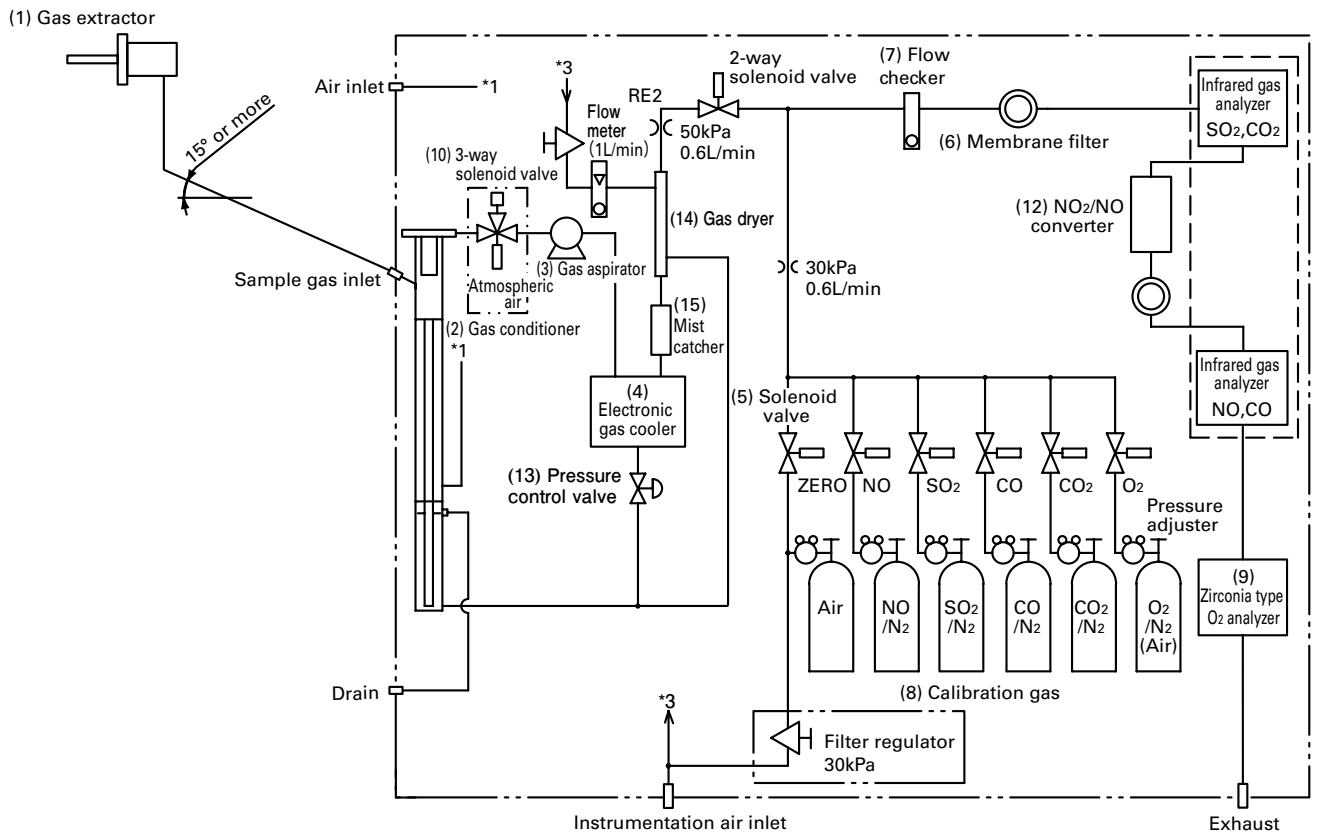 (1) Gas extractor
15° or more
Air inlet
*1
Sample gas inlet
Drain
*3
Flow
meter
(1L/min)
RE2
50kPa
0.6L/min
2-way
solenoid valve
(7) Flow
checker
(6) Membrane filter
Infrared gas
analyzer
SO2,CO2
(12) NO2/NO
converter
Infrared gas
analyzer
NO,CO
(10) 3-way
solenoid valve
Atmospheric
air
(3) Gas aspirator
(14) Gas dryer
(15)
Mist
catcher
(2) Gas conditioner
*1
(4)
Electronic
gas cooler
(13) Pressure
control valve
30kPa
0.6L/min
(5) Solenoid
valve
ZERO
NO
SO2
CO
CO2
O2
Pressure
adjuster
Air
NO
/N2
SO2
/N2
CO
/N2
CO2
/N2
O2
/N2
(Air)
(8) Calibration gas
(9)
Zirconia type
O2 analyzer
*3
Filter regulator
30kPa
Instrumentation air inlet
Exhaust